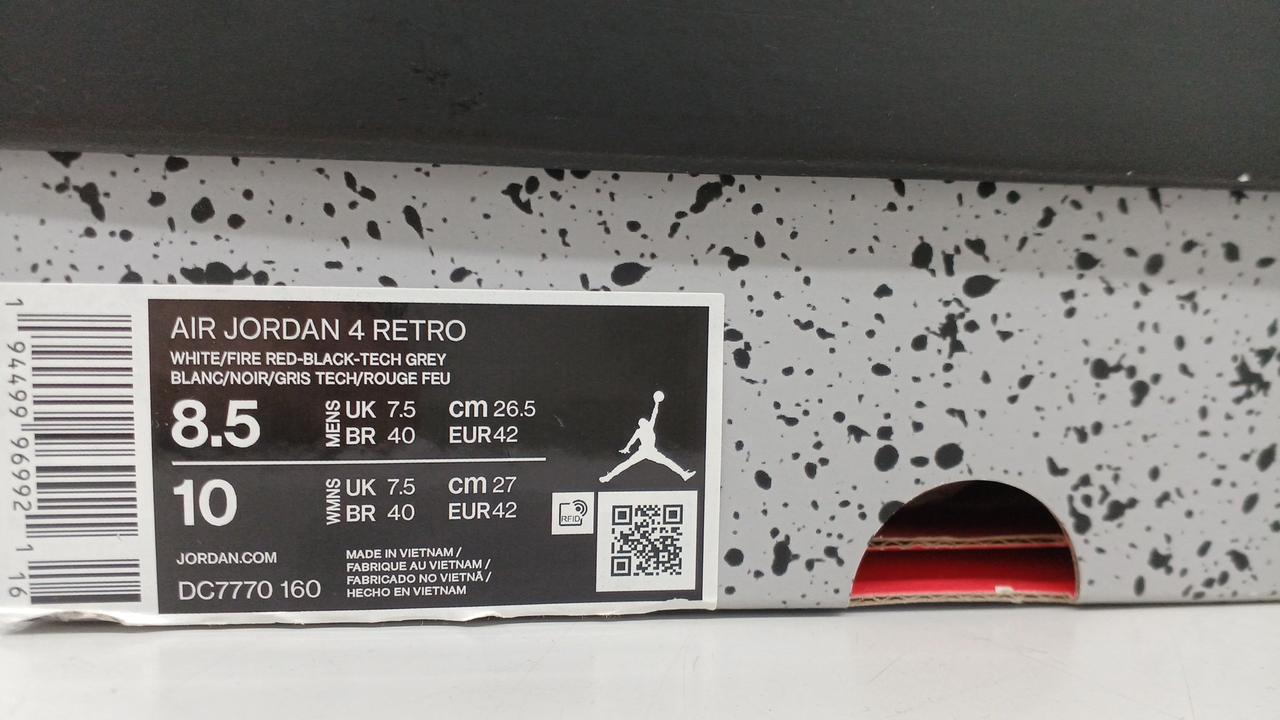 AIR JORDAN 4 RETRO
WHITE/FIRE RED-BLACK-TECH GREY
BLANC/NOIR/GRIS TECH/ROUGE FEU
8.5 MENS UK 7.5 cm 26.5
BR 40 EUR 42
10 WMNS UK 7.5 cm 27
BR 40 EUR 42
RFID
JORDAN.COM
DC7770 160
MADE IN VIETNAM /
FABRIQUE AU VIETNAM /
FABRICADO NO VIETNÃ /
HECHO EN VIETNAM
1 94499 96992 1 16